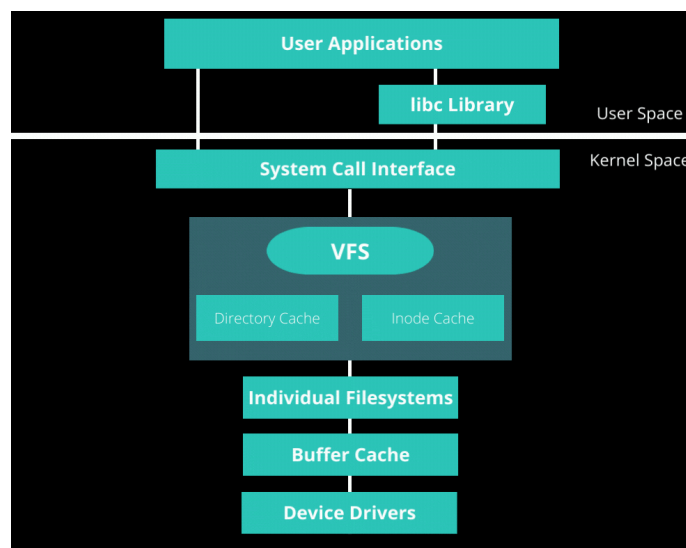 User Applications
libc Library
User Space
System Call Interface
Kernel Space
VFS
Directory Cache
Inode Cache
Individual Filesystems
Buffer Cache
Device Drivers